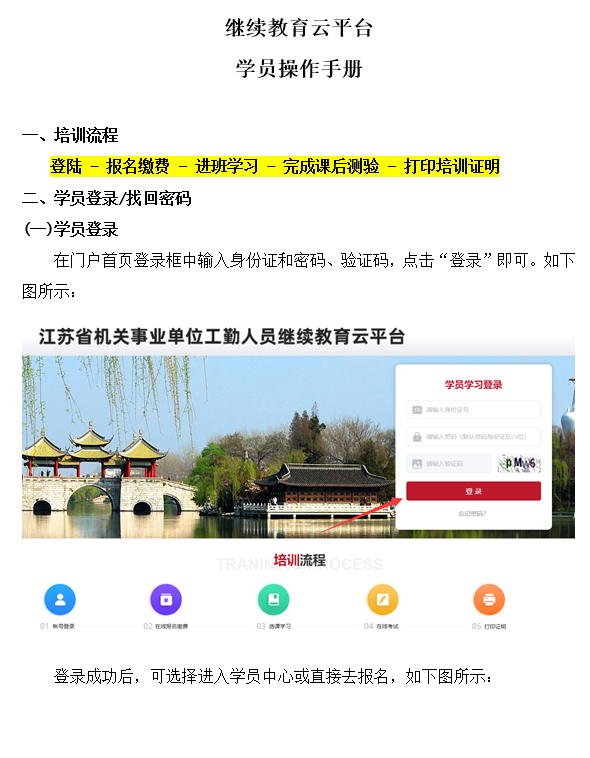 继续教育云平台
学员操作手册
一、培训流程
登陆 - 报名缴费 - 进班学习 - 完成课后测验 - 打印培训证明
二、学员登录/找回密码
(一)学员登录
在门户首页登录框中输入身份证和密码、验证码，点击“登录”即可。如下
图所示：
江苏省机关事业单位工勤人员继续教育云平台
学员学习登录
请输入身份证号
请输入密码（默认密码身份证后六位）
请输入验证码
pMw6
登 录
忘记密码?
培训流程
01 帐号登录
02 在线报名缴费
03 选课学习
04 在线考试
05 打印证明
登录成功后，可选择进入学员中心或直接去报名，如下图所示：